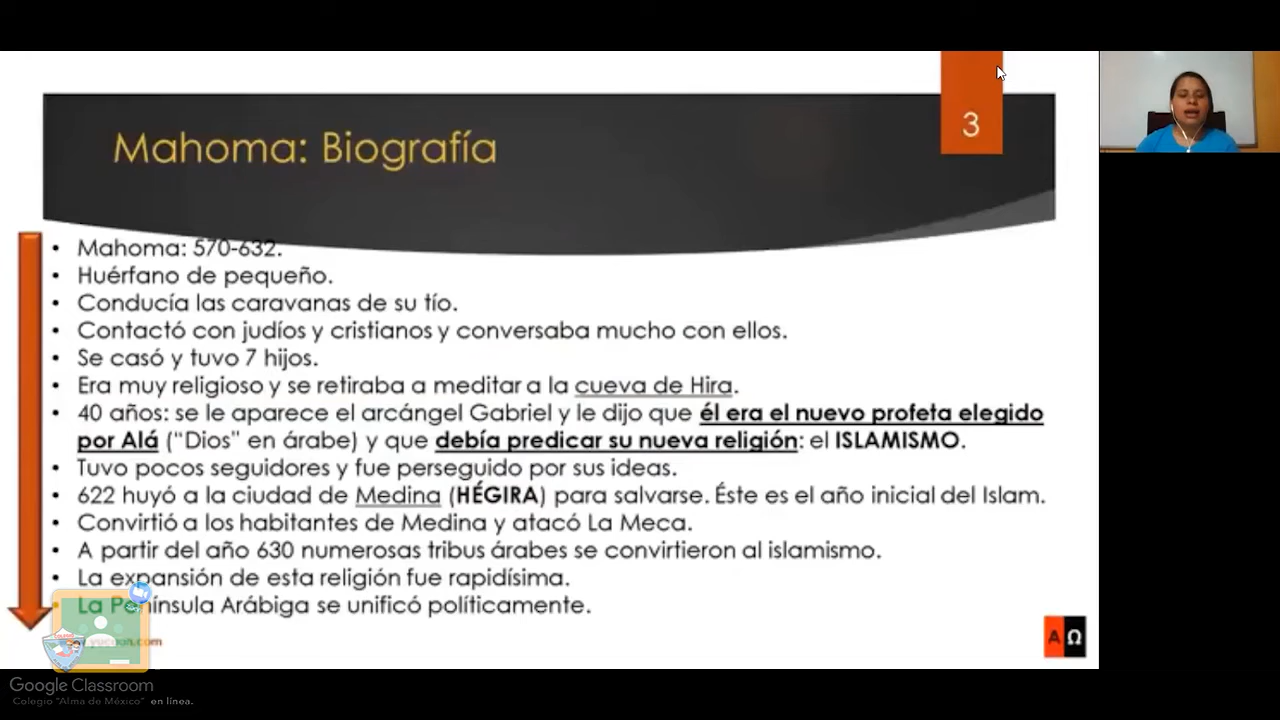 3
Mahoma: Biografía
• Mahoma: 570-632.
• Huérfano de pequeño.
• Conducía las caravanas de su tío.
• Contactó con judíos y cristianos y conversaba mucho con ellos.
• Se casó y tuvo 7 hijos.
• Era muy religioso y se retiraba a meditar a la cueva de Hira.
• 40 años: se le aparece el arcángel Gabriel y le dijo que él era el nuevo profeta elegido
por Alá (“Dios” en árabe) y que debía predicar su nueva religión: el ISLAMISMO.
• Tuvo pocos seguidores y fue perseguido por sus ideas.
• 622 huyó a la ciudad de Medina (HÉGIRA) para salvarse. Éste es el año inicial del Islam.
• Convirtió a los habitantes de Medina y atacó La Meca.
• A partir del año 630 numerosas tribus árabes se convirtieron al islamismo.
• La expansión de esta religión fue rapidísima.
• La Península Arábiga se unificó políticamente.
A Ω
Google Classroom
Colegio "Alma de México" en línea.